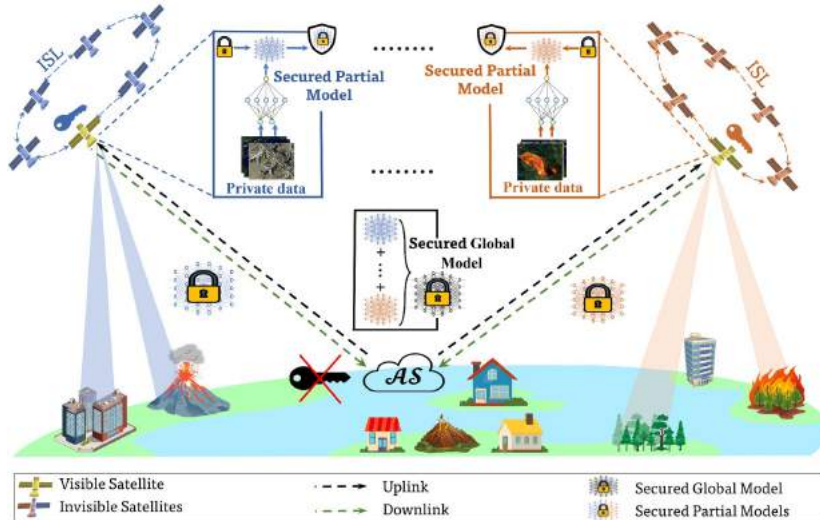 ISL
Secured Partial
Model
Private data
Secured Partial
Model
Private data
ISL
Secured Global
Model
AS
Visible Satellite
Invisible Satellites
Uplink
Downlink
Secured Global Model
Secured Partial Models